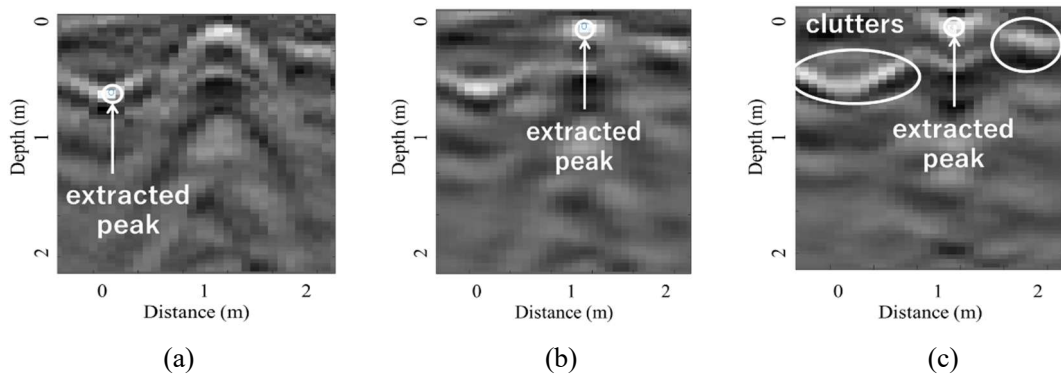 0
1
2
Depth (m)
extracted
peak
0 1 2
Distance (m)
(a)
0
1
2
Depth (m)
extracted
peak
0 1 2
Distance (m)
(b)
0
1
2
Depth (m)
clutters
extracted
peak
0 1 2
Distance (m)
(c)